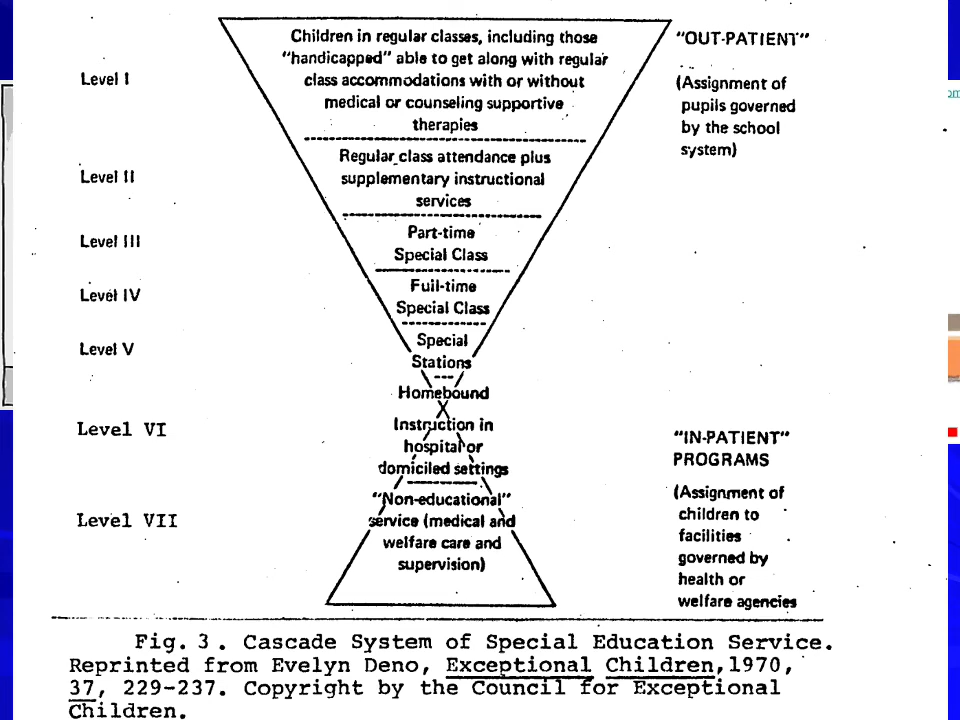 Level I
Children in regular classes, including those
"handicapped" able to get along with regular
class accommodations with or without
medical or counseling supportive
therapies
"OUT-PATIENT"
(Assignment of
pupils governed
by the school
system)
Level II
Regular class attendance plus
supplementary instructional
services
Level III
Part-time
Special Class
Level IV
Full-time
Special Class
Level V
Special
Stations
Homebound
Level VI
Instruction in
hospital or
domiciled settings
"IN-PATIENT"
PROGRAMS
(Assignment of
children to
facilities
governed by
health or
welfare agencies
Level VII
"Non-educational"
service (medical and
welfare care and
supervision)
Fig. 3. Cascade System of Special Education Service.
Reprinted from Evelyn Deno, Exceptional Children, 1970,
37, 229-237. Copyright by the Council for Exceptional
Children.